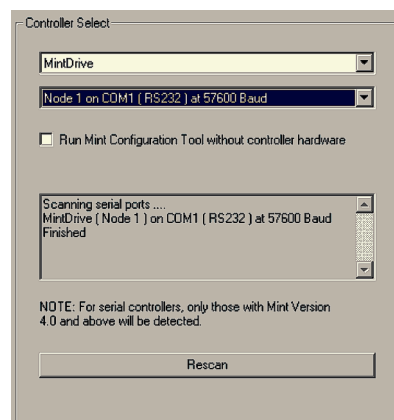 Controller Select
MintDrive
Node 1 on COM1 ( RS232 ) at 57600 Baud
Run Mint Configuration Tool without controller hardware
Scanning serial ports ....
MintDrive ( Node 1 ) on COM1 ( RS232 ) at 57600 Baud
Finished
NOTE: For serial controllers, only those with Mint Version
4.0 and above will be detected.
Rescan